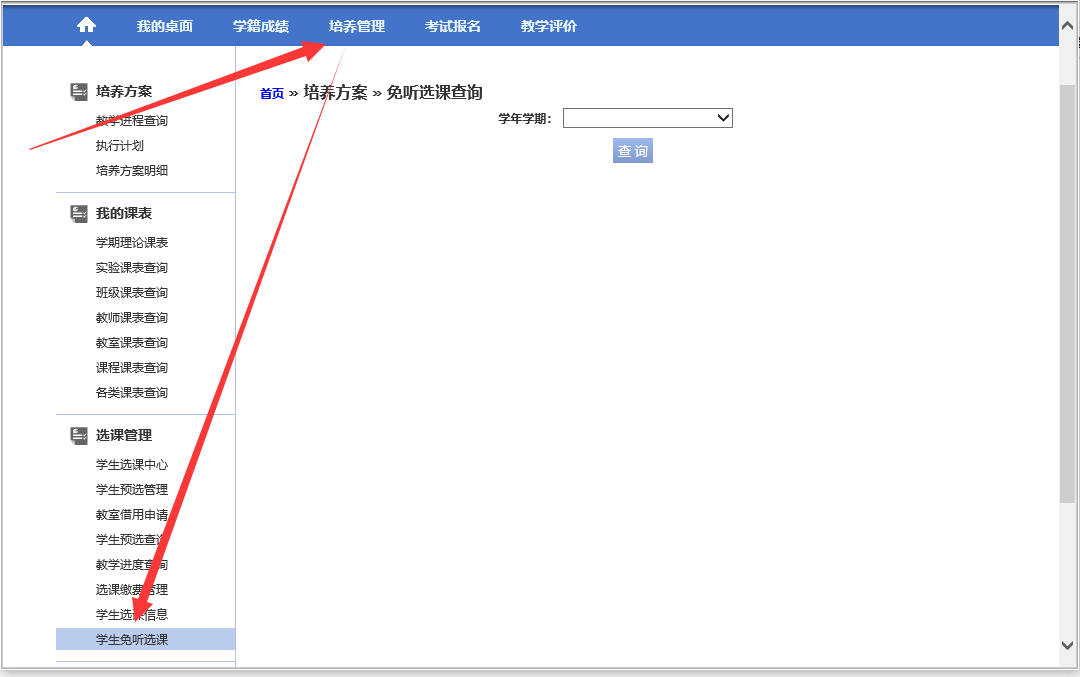 我的桌面 学籍成绩 培养管理 考试报名 教学评价
培养方案
教学进程查询
执行计划
培养方案明细
我的课表
学期理论课表
实验课表查询
班级课表查询
教师课表查询
教室课表查询
课程课表查询
各类课表查询
选课管理
学生选课中心
学生预选管理
教室借用申请
学生预选查询
教学进度查询
选课缴费管理
学生选课信息
学生免听选课
首页 » 培养方案 » 免听选课查询
学年学期：
查 询